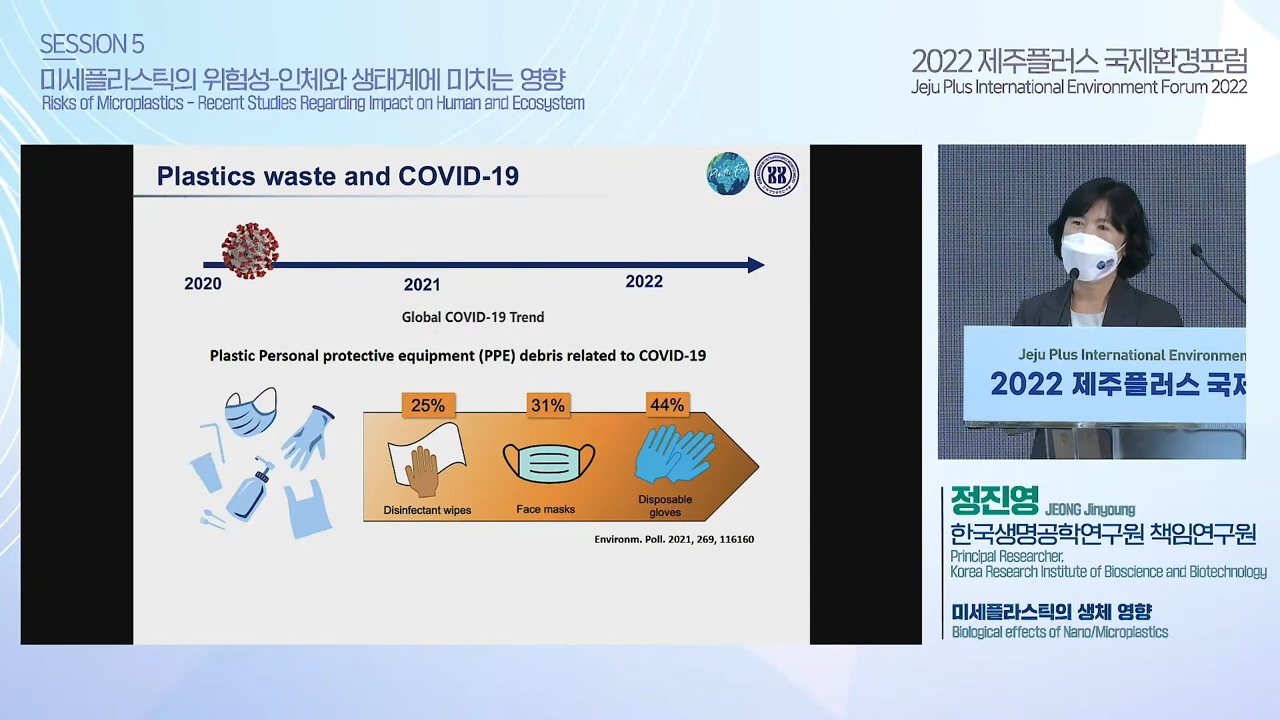 SESSION 5
미세플라스틱의 위험성-인체와 생태계에 미치는 영향
Risks of Microplastics - Recent Studies Regarding Impact on Human and Ecosystem
2022 제주플러스 국제환경포럼
Jeju Plus International Environment Forum 2022
Plastics waste and COVID-19
2020
2021
2022
Global COVID-19 Trend
Plastic Personal protective equipment (PPE) debris related to COVID-19
25%
31%
44%
Disinfectant wipes
Face masks
Disposable
gloves
Environm. Poll. 2021, 269, 116160
Jeju Plus International Environmen
2022 제주플러스 국제
정진영 JEONG Jinyoung
한국생명공학연구원 책임연구원
Principal Researcher,
Korea Research Institute of Bioscience and Biotechnology
미세플라스틱의 생체 영향
Biological effects of Nano/Microplastics